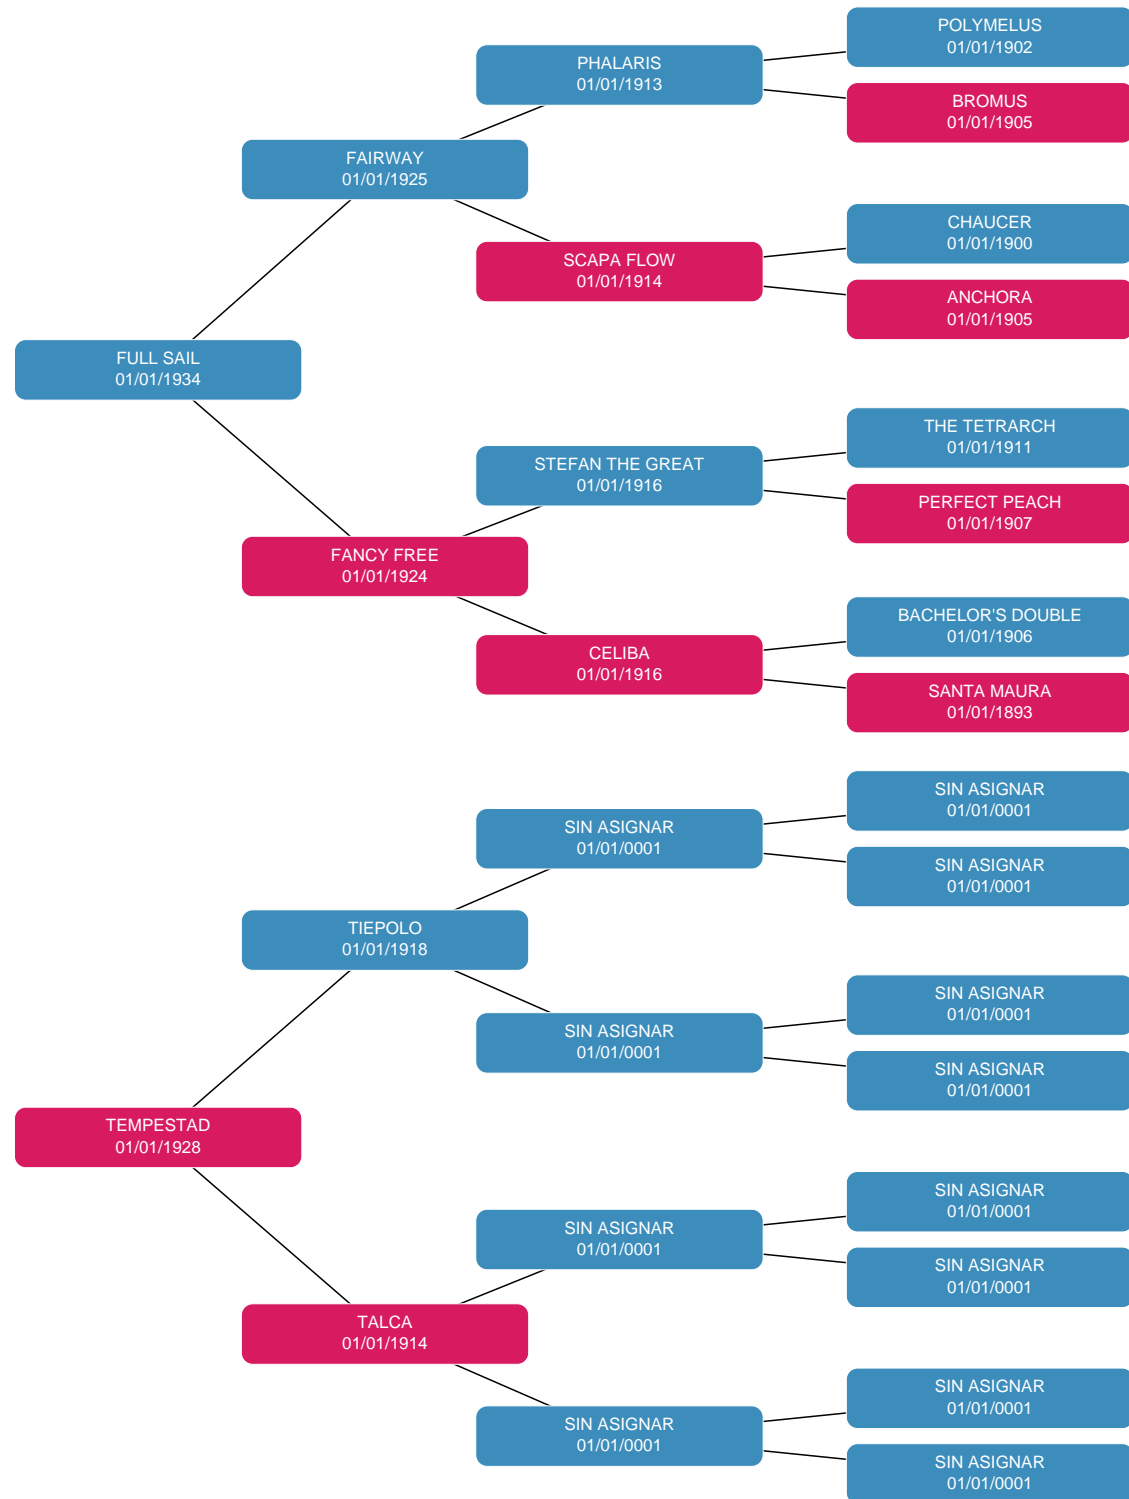 POLYMELUS
01/01/1902
PHALARIS
01/01/1913
BROMUS
01/01/1905
FAIRWAY
01/01/1925
CHAUCER
01/01/1900
SCAPA FLOW
01/01/1914
ANCHORA
01/01/1905
FULL SAIL
01/01/1934
THE TETRARCH
01/01/1911
STEFAN THE GREAT
01/01/1916
PERFECT PEACH
01/01/1907
FANCY FREE
01/01/1924
BACHELOR'S DOUBLE
01/01/1906
CELIBA
01/01/1916
SANTA MAURA
01/01/1893
SIN ASIGNAR
01/01/0001
SIN ASIGNAR
01/01/0001
SIN ASIGNAR
01/01/0001
TIEPOLO
01/01/1918
SIN ASIGNAR
01/01/0001
SIN ASIGNAR
01/01/0001
SIN ASIGNAR
01/01/0001
TEMPESTAD
01/01/1928
SIN ASIGNAR
01/01/0001
SIN ASIGNAR
01/01/0001
SIN ASIGNAR
01/01/0001
TALCA
01/01/1914
SIN ASIGNAR
01/01/0001
SIN ASIGNAR
01/01/0001
SIN ASIGNAR
01/01/0001